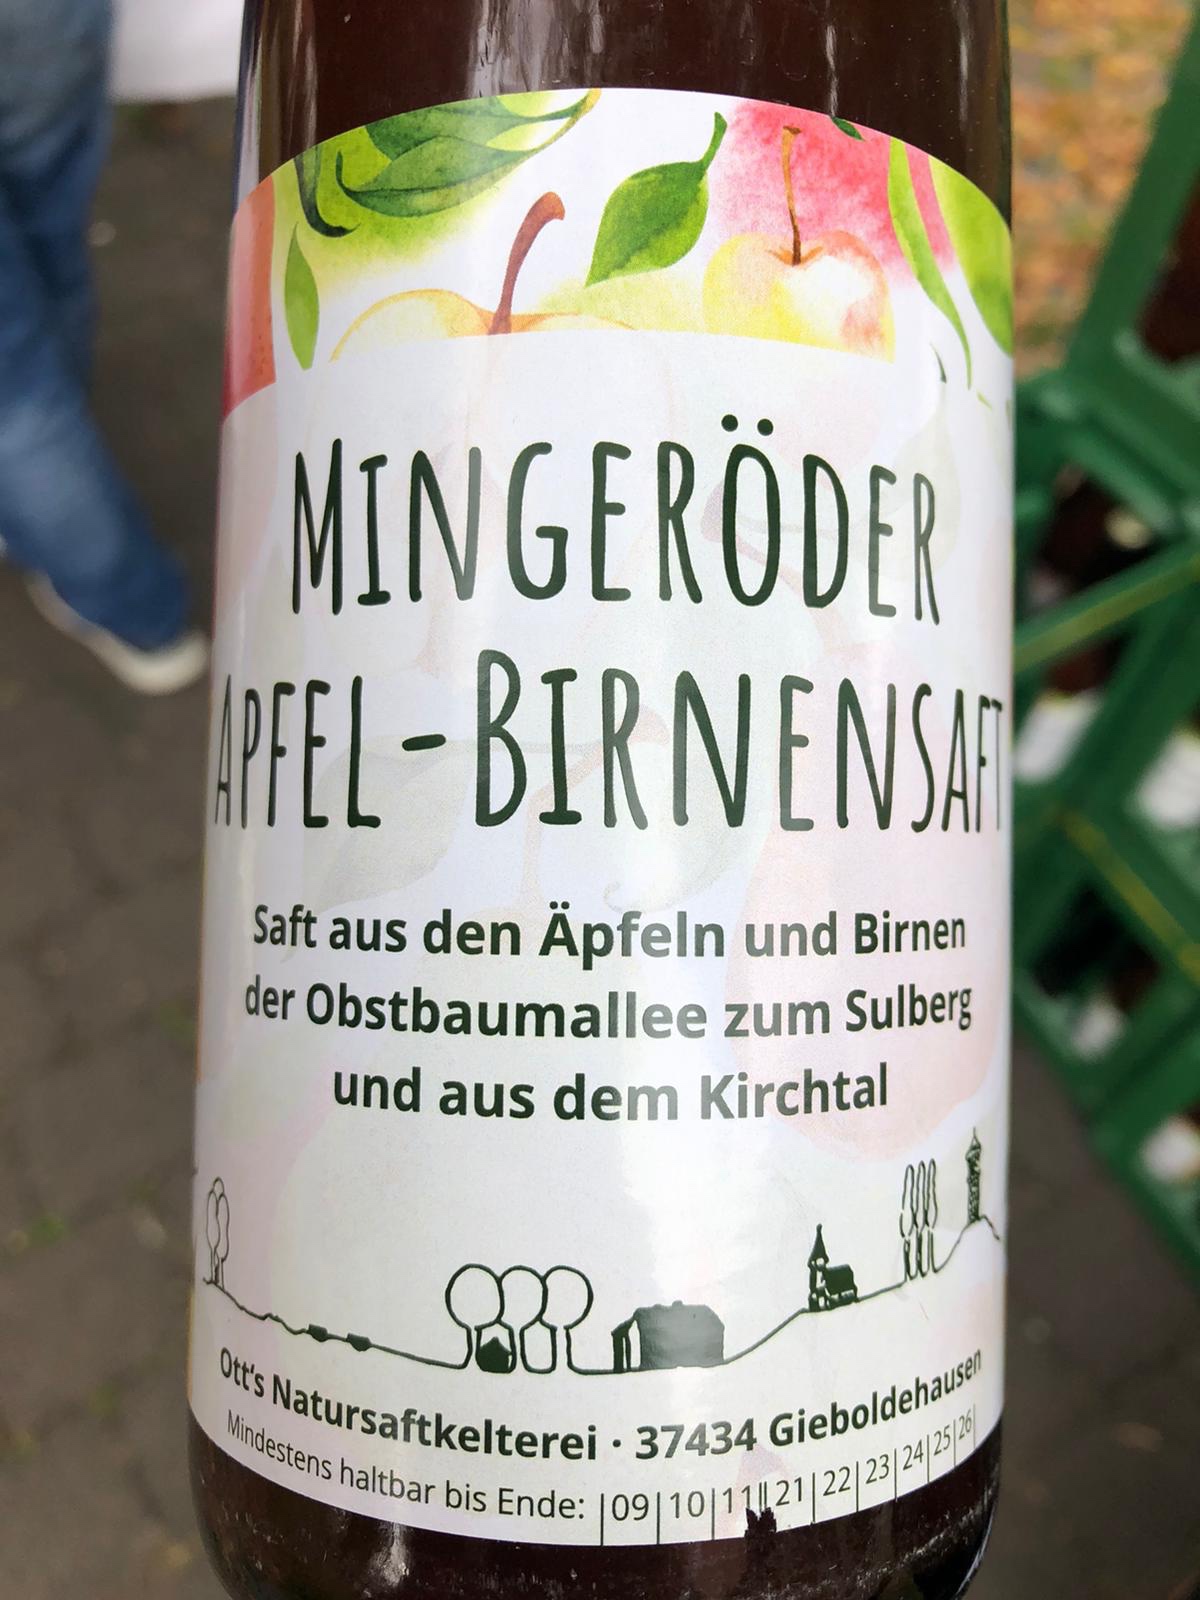 MINGERÖDER
APFEL-BIRNENSAFT
Saft aus den Äpfeln und Birnen
der Obstbaumallee zum Sulberg
und aus dem Kirchtal
Ott's Natursaftkelterei · 37434 Gieboldehausen
Mindestens haltbar bis Ende: |09|10|11||21|22|23|24|25|26|